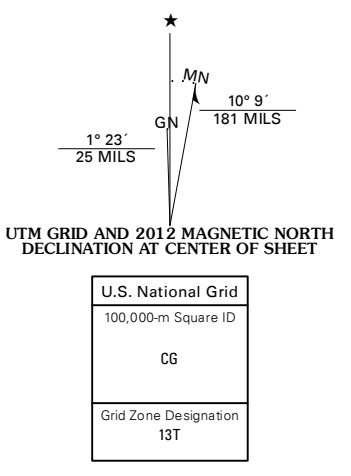 MN
GN
10° 9´
181 MILS
1° 23´
25 MILS
UTM GRID AND 2012 MAGNETIC NORTH
DECLINATION AT CENTER OF SHEET
U.S. National Grid
100,000-m Square ID
CG
Grid Zone Designation
13T